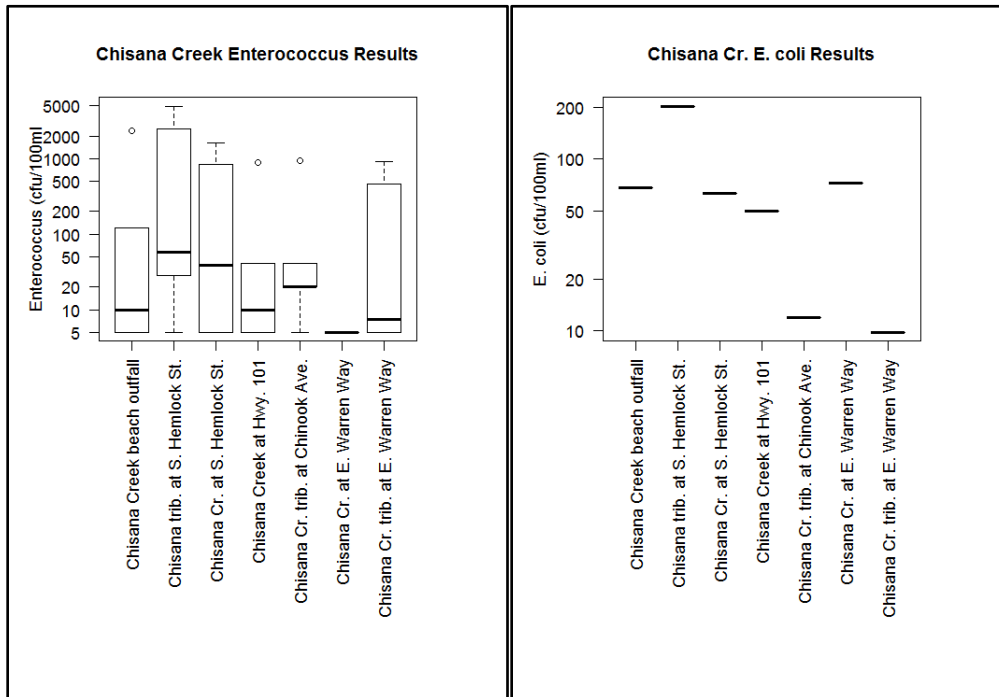 Chisana Creek Enterococcus Results
Enterococcus (cfu/100ml)
5000
2000
1000
500
200
100
50
20
10
5
Chisana Creek beach outfall
Chisana trib. at S. Hemlock St.
Chisana Cr. at S. Hemlock St.
Chisana Creek at Hwy. 101
Chisana Cr. trib. at Chinook Ave.
Chisana Cr. at E. Warren Way
Chisana Cr. trib. at E. Warren Way
Chisana Cr. E. coli Results
E. coli (cfu/100ml)
200
100
50
20
10
Chisana Creek beach outfall
Chisana trib. at S. Hemlock St.
Chisana Cr. at S. Hemlock St.
Chisana Creek at Hwy. 101
Chisana Cr. trib. at Chinook Ave.
Chisana Cr. at E. Warren Way
Chisana Cr. trib. at E. Warren Way